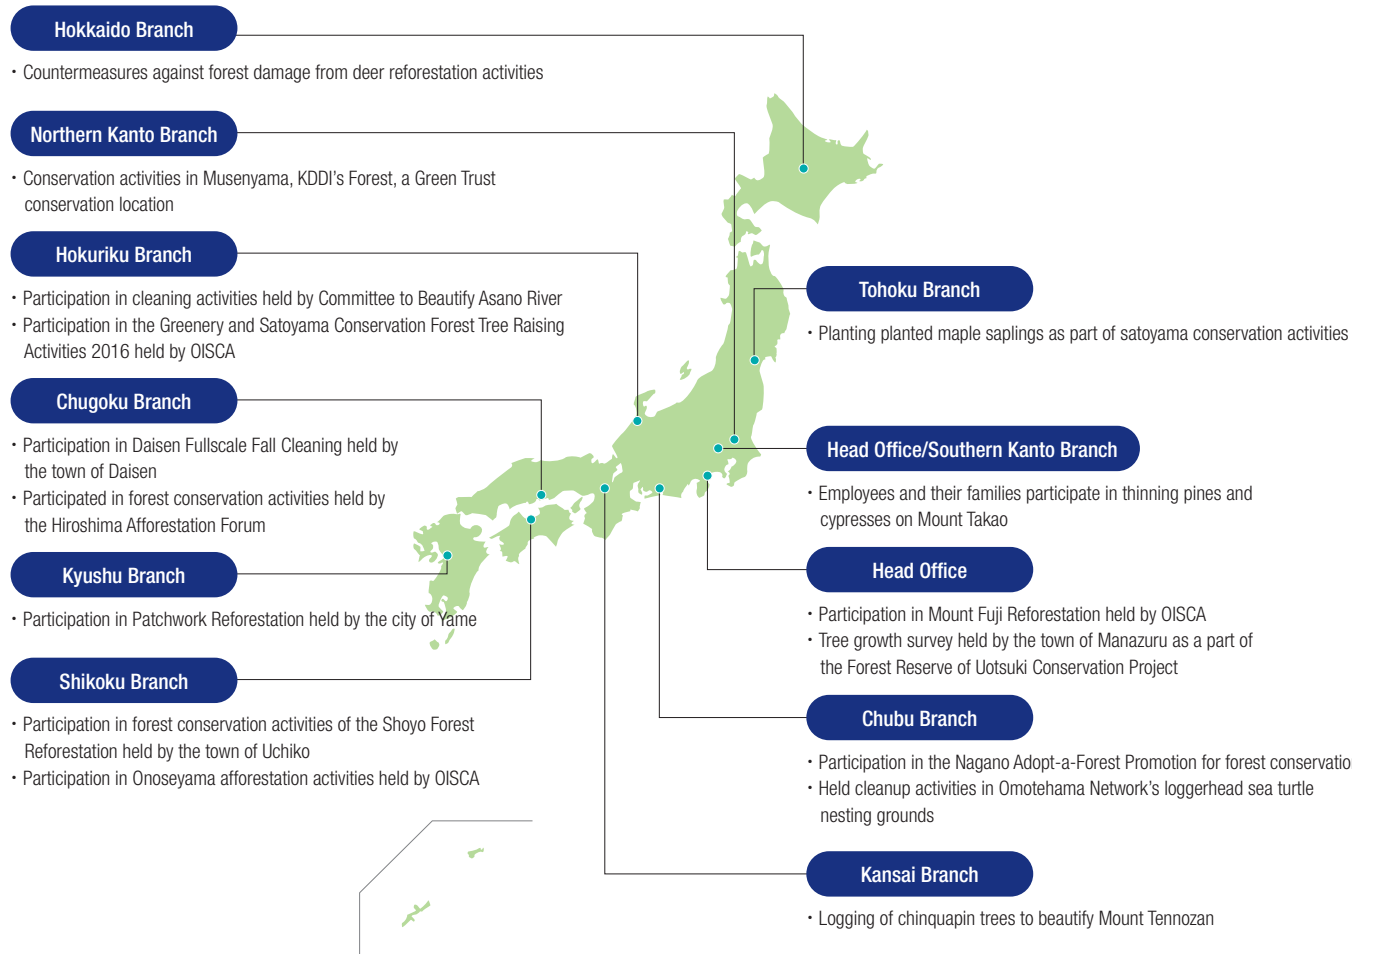 Hokkaido Branch
・Countermeasures against forest damage from deer reforestation activities
Northern Kanto Branch
・Conservation activities in Musenyama, KDDI's Forest, a Green Trust
conservation location
Hokuriku Branch
・Participation in cleaning activities held by Committee to Beautify Asano River
・Participation in the Greenery and Satoyama Conservation Forest Tree Raising
Activities 2016 held by OISCA
Chugoku Branch
・Participation in Daisen Fullscale Fall Cleaning held by
the town of Daisen
・Participated in forest conservation activities held by
the Hiroshima Afforestation Forum
Kyushu Branch
・Participation in Patchwork Reforestation held by the city of Yame
Shikoku Branch
・Participation in forest conservation activities of the Shoyo Forest
Reforestation held by the town of Uchiko
・Participation in Onoseyama afforestation activities held by OISCA
Tohoku Branch
・Planting planted maple saplings as part of satoyama conservation activities
Head Office/Southern Kanto Branch
・Employees and their families participate in thinning pines and
cypresses on Mount Takao
Head Office
・Participation in Mount Fuji Reforestation held by OISCA
・Tree growth survey held by the town of Manazuru as a part of
the Forest Reserve of Uotsuki Conservation Project
Chubu Branch
・Participation in the Nagano Adopt-a-Forest Promotion for forest conservatio
・Held cleanup activities in Omotehama Network's loggerhead sea turtle
nesting grounds
Kansai Branch
・Logging of chinquapin trees to beautify Mount Tennozan